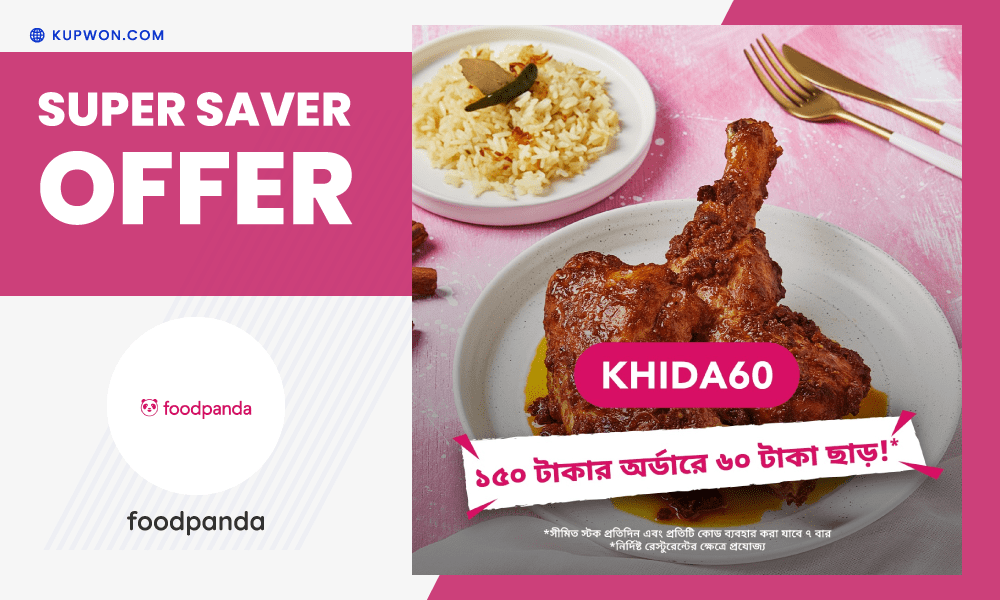 KUPWON.COM
SUPER SAVER
OFFER
foodpanda
foodpanda
KHIDA60
১৫০ টাকার অর্ডারে ৬০ টাকা ছাড়!*
*সীমিত স্টক প্রতিদিন এবং প্রতিটি কোড ব্যবহার করা যাবে ৭ বার
*নির্দিষ্ট রেস্টুরেন্টের ক্ষেত্রে প্রযোজ্য